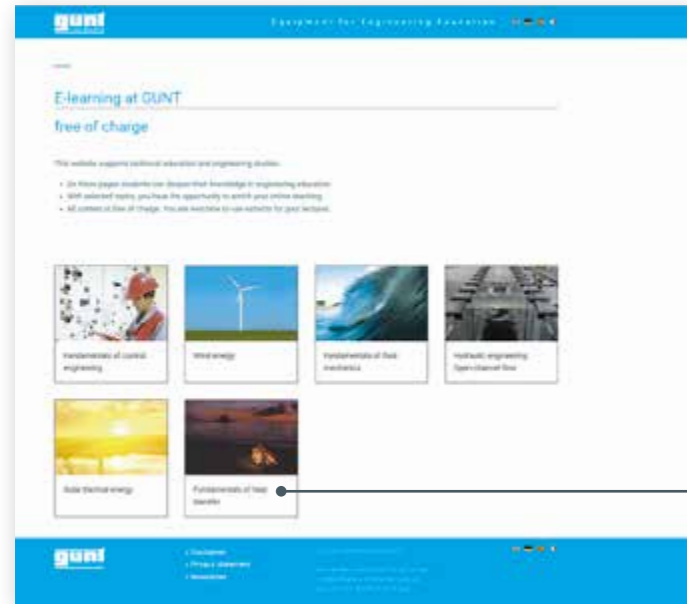 gunt
Equipment for Engineering Education
Home
E-learning at GUNT
free of charge
This website supports technical education and engineering studies.
On these pages students can deepen their knowledge in engineering education.
With selected topics, you have the opportunity to enrich your online teaching.
All content is free of charge. You are welcome to use extracts for your lectures.
Fundamentals of control
engineering
Wind energy
Fundamentals of fluid
mechanics
Hydraulic engineering
Open-channel flow
Solar thermal energy
Fundamentals of heat
transfer
gunt
Disclaimer
Privacy statement
Newsletter